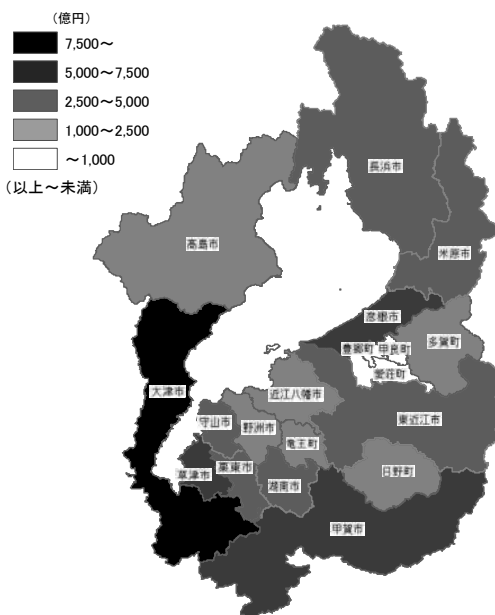 (億円)
7,500～
5,000～7,500
2,500～5,000
1,000～2,500
～1,000
(以上～未満)
長浜市
高島市
米原市
彦根市
豊郷町
甲良町
多賀町
愛荘町
大津市
近江八幡市
東近江市
守山市
野洲市
竜王町
栗東市
日野町
草津市
湖南市
甲賀市